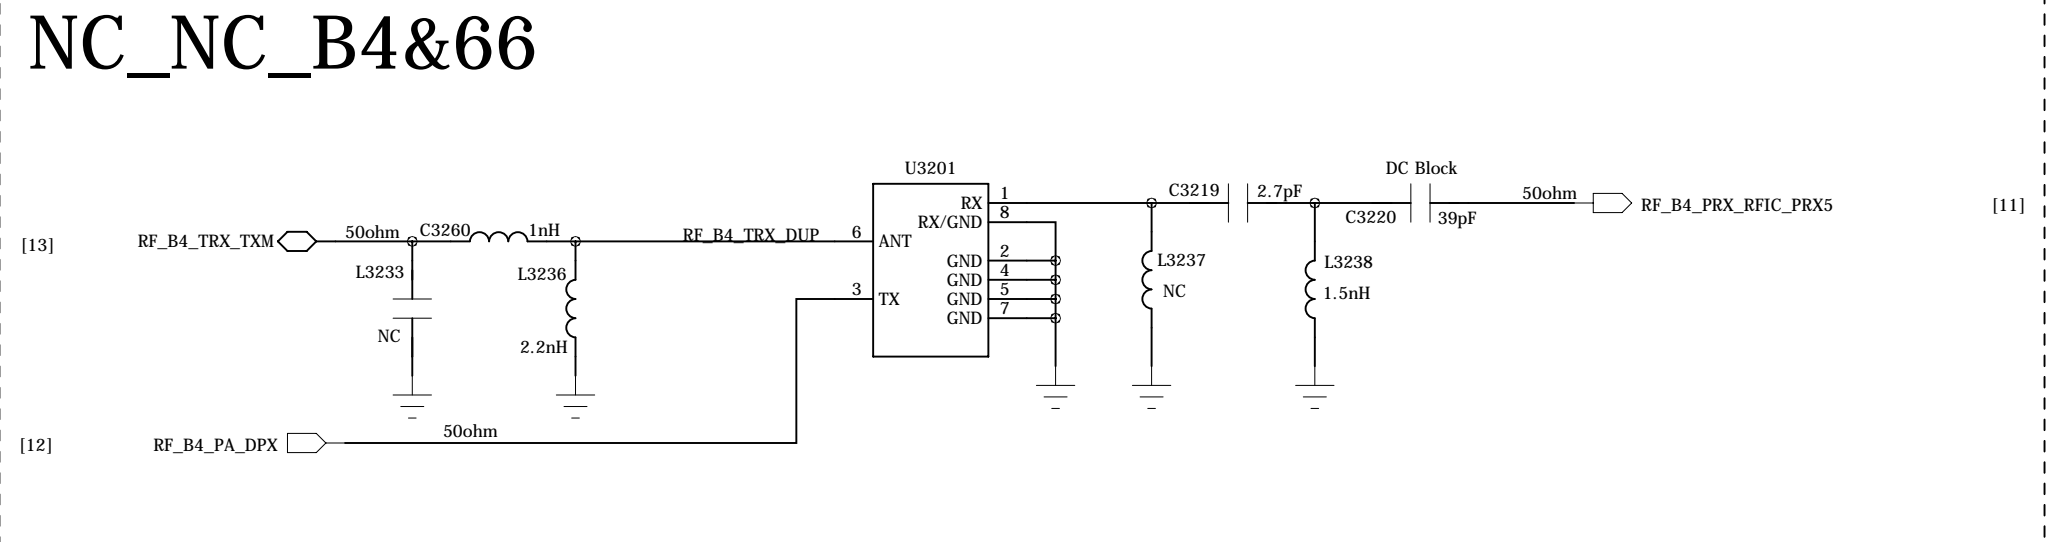 NC_NC_B4&66
U3201
DC Block
RX
1
C3219
2.7pF
50ohm
RF_B4_PRX_RFIC_PRX5
[11]
RX/GND
8
C3220
39pF
[13]
RF_B4_TRX_TXM
50ohm
C3260
1nH
RF_B4_TRX_DUP
6
ANT
GND
2
L3233
L3236
GND
4
L3237
L3238
3
TX
GND
5
NC
1.5nH
GND
7
NC
2.2nH
[12]
RF_B4_PA_DPX
50ohm